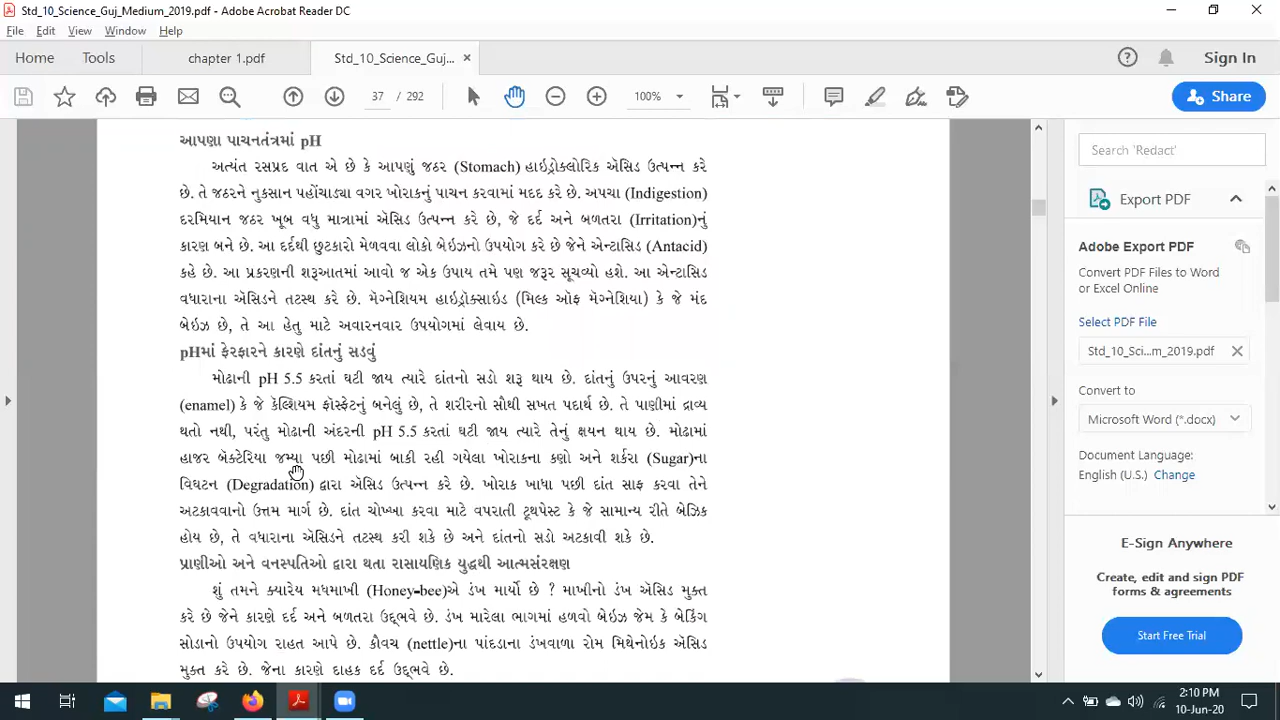 Std_10_Science_Guj_Medium_2019.pdf - Adobe Acrobat Reader DC
File Edit View Window Help
Home Tools chapter 1.pdf Std_10_Science_Guj... × Sign In
37 / 292 100% Share
આપણા પાચનતંત્રમાં pH
અત્યંત રસપ્રદ વાત એ છે કે આપણું જઠર (Stomach) હાઇડ્રોક્લોરિક ઍસિડ ઉત્પન્ન કરે
છે. તે જઠરને નુકસાન પહોંચાડ્યા વગર ખોરાકનું પાચન કરવામાં મદદ કરે છે. અપચા (Indigestion)
દરમિયાન જઠર ખૂબ વધુ માત્રામાં ઍસિડ ઉત્પન્ન કરે છે, જે દર્દ અને બળતરા (Irritation)નું
કારણ બને છે. આ દર્દથી છુટકારો મેળવવા લોકો બેઇઝનો ઉપયોગ કરે છે જેને એન્ટાસિડ (Antacid)
કહે છે. આ પ્રકરણની શરૂઆતમાં આવો જ એક ઉપાય તમે પણ જરૂર સૂચવ્યો હશે. આ એન્ટાસિડ
વધારાના ઍસિડને તટસ્થ કરે છે. મૅગ્નેશિયમ હાઇડ્રૉક્સાઇડ (મિલ્ક ઑફ મૅગ્નેશિયા) કે જે મંદ
બેઇઝ છે, તે આ હેતુ માટે અવારનવાર ઉપયોગમાં લેવાય છે.
pHમાં ફેરફારને કારણે દાંતનું સડવું
મોઢાની pH 5.5 કરતાં ઘટી જાય ત્યારે દાંતનો સડો શરૂ થાય છે. દાંતનું ઉપરનું આવરણ
(enamel) કે જે કૅલ્શિયમ ફૉસ્ફેટનું બનેલું છે, તે શરીરનો સૌથી સખત પદાર્થ છે. તે પાણીમાં દ્રાવ્ય
થતો નથી, પરંતુ મોઢાની અંદરની pH 5.5 કરતાં ઘટી જાય ત્યારે તેનું ક્ષયન થાય છે. મોઢામાં
હાજર બૅક્ટેરિયા જમ્યા પછી મોઢામાં બાકી રહી ગયેલા ખોરાકના કણો અને શર્કરા (Sugar)ના
વિઘટન (Degradation) દ્વારા ઍસિડ ઉત્પન્ન કરે છે. ખોરાક ખાધા પછી દાંત સાફ કરવા તેને
અટકાવવાનો ઉત્તમ માર્ગ છે. દાંત ચોખ્ખા કરવા માટે વપરાતી ટૂથપેસ્ટ કે જે સામાન્ય રીતે બેઝિક
હોય છે, તે વધારાના ઍસિડને તટસ્થ કરી શકે છે અને દાંતનો સડો અટકાવી શકે છે.
પ્રાણીઓ અને વનસ્પતિઓ દ્વારા થતા રાસાયણિક યુદ્ધથી આત્મસંરક્ષણ
શું તમને ક્યારેય મધમાખી (Honey-bee)એ ડંખ માર્યો છે ? માખીનો ડંખ ઍસિડ મુક્ત
કરે છે જેને કારણે દર્દ અને બળતરા ઉદ્દભવે છે. ડંખ મારેલા ભાગમાં હળવો બેઇઝ જેમ કે બેકિંગ
સોડાનો ઉપયોગ રાહત આપે છે. કૌવચ (nettle)ના પાંદડાના ડંખવાળા રોમ મિથેનોઇક ઍસિડ
મુક્ત કરે છે. જેના કારણે દાહક દર્દ ઉદ્દભવે છે.
Search 'Redact'
Export PDF
Adobe Export PDF
Convert PDF Files to Word
or Excel Online
Select PDF File
Std_10_Sci...m_2019.pdf ×
Convert to
Microsoft Word (*.docx)
Document Language:
English (U.S.) Change
E-Sign Anywhere
Create, edit and sign PDF
forms & agreements
Start Free Trial
2:10 PM
10-Jun-20